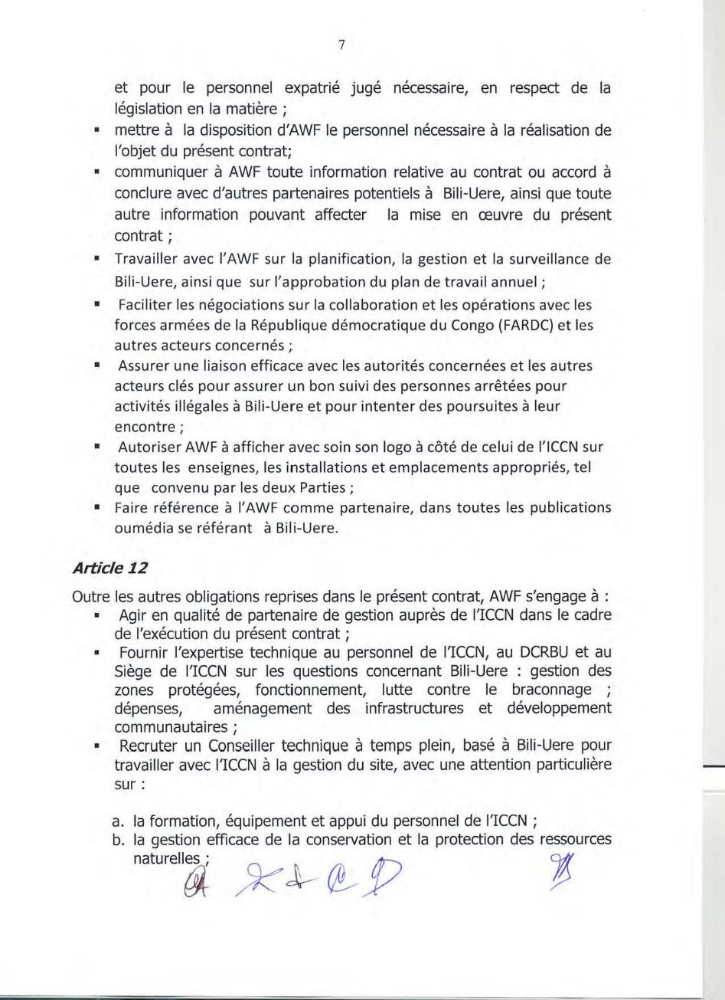 7
et pour le personnel expatrié jugé nécessaire, en respect de la
législation en la matière ;
▪ mettre à la disposition d'AWF le personnel nécessaire à la réalisation de
l'objet du présent contrat;
▪ communiquer à AWF toute information relative au contrat ou accord à
conclure avec d'autres partenaires potentiels à Bili-Uere, ainsi que toute
autre information pouvant affecter la mise en œuvre du présent
contrat ;
▪ Travailler avec l'AWF sur la planification, la gestion et la surveillance de
Bili-Uere, ainsi que sur l'approbation du plan de travail annuel ;
▪ Faciliter les négociations sur la collaboration et les opérations avec les
forces armées de la République démocratique du Congo (FARDC) et les
autres acteurs concernés ;
▪ Assurer une liaison efficace avec les autorités concernées et les autres
acteurs clés pour assurer un bon suivi des personnes arrêtées pour
activités illégales à Bili-Uere et pour intenter des poursuites à leur
encontre ;
▪ Autoriser AWF à afficher avec soin son logo à côté de celui de l'ICCN sur
toutes les enseignes, les installations et emplacements appropriés, tel
que convenu par les deux Parties ;
▪ Faire référence à l'AWF comme partenaire, dans toutes les publications
oumédia se référant à Bili-Uere.
Article 12
Outre les autres obligations reprises dans le présent contrat, AWF s'engage à :
▪ Agir en qualité de partenaire de gestion auprès de l'ICCN dans le cadre
de l'exécution du présent contrat ;
▪ Fournir l'expertise technique au personnel de l'ICCN, au DCRBU et au
Siège de l'ICCN sur les questions concernant Bili-Uere : gestion des
zones protégées, fonctionnement, lutte contre le braconnage ;
dépenses, aménagement des infrastructures et développement
communautaires ;
▪ Recruter un Conseiller technique à temps plein, basé à Bili-Uere pour
travailler avec l'ICCN à la gestion du site, avec une attention particulière
sur :
a. la formation, équipement et appui du personnel de l'ICCN ;
b. la gestion efficace de la conservation et la protection des ressources
naturelles ;